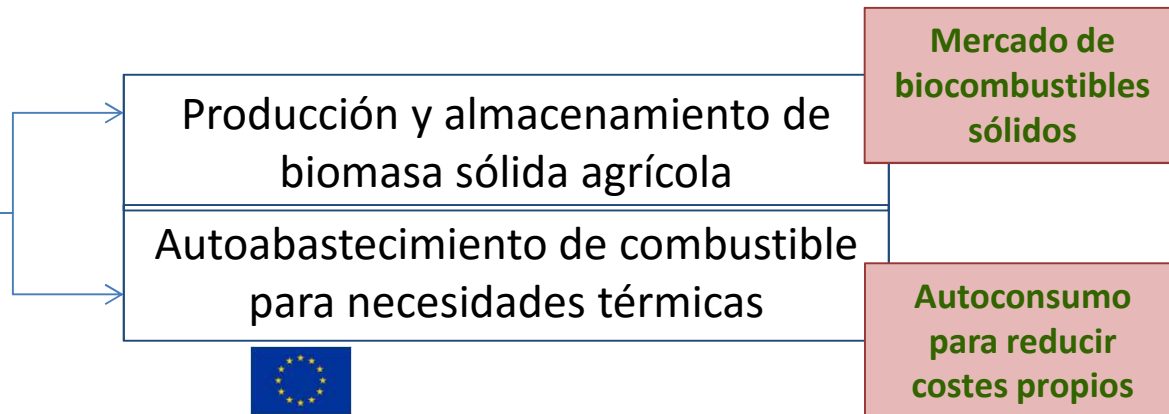 Mercado de
biocombustibles
sólidos
Producción y almacenamiento de
biomasa sólida agrícola
Autoabastecimiento de combustible
para necesidades térmicas
Autoconsumo
para reducir
costes propios